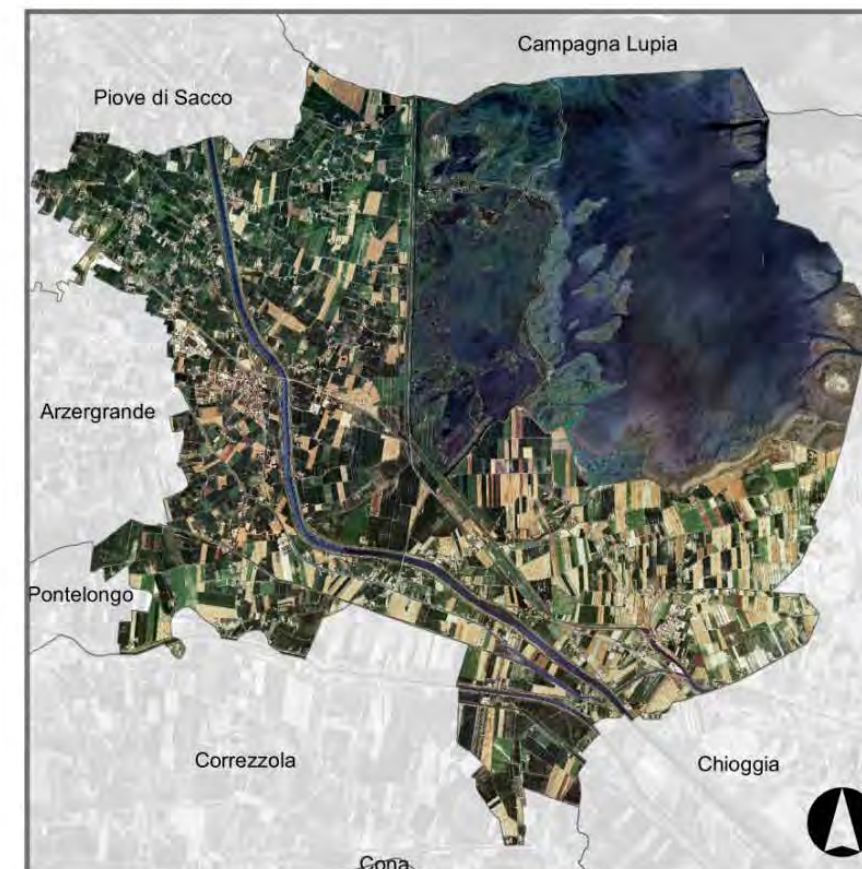 Campagna Lupia
Piove di Sacco
Arzergrande
Pontelongo
Correzzola
Chioggia
Cona